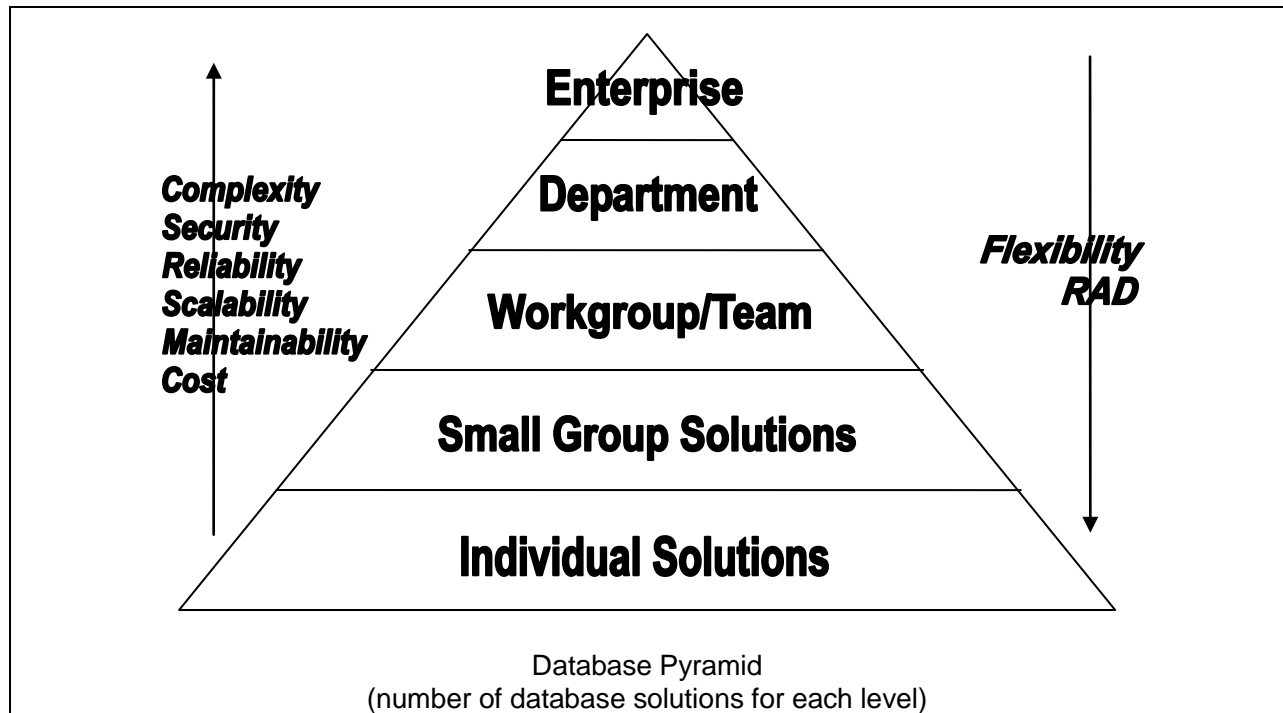 Enterprise
Department
Workgroup/Team
Small Group Solutions
Individual Solutions
Complexity
Security
Reliability
Scalability
Maintainability
Cost
Flexibility
RAD
Database Pyramid
(number of database solutions for each level)